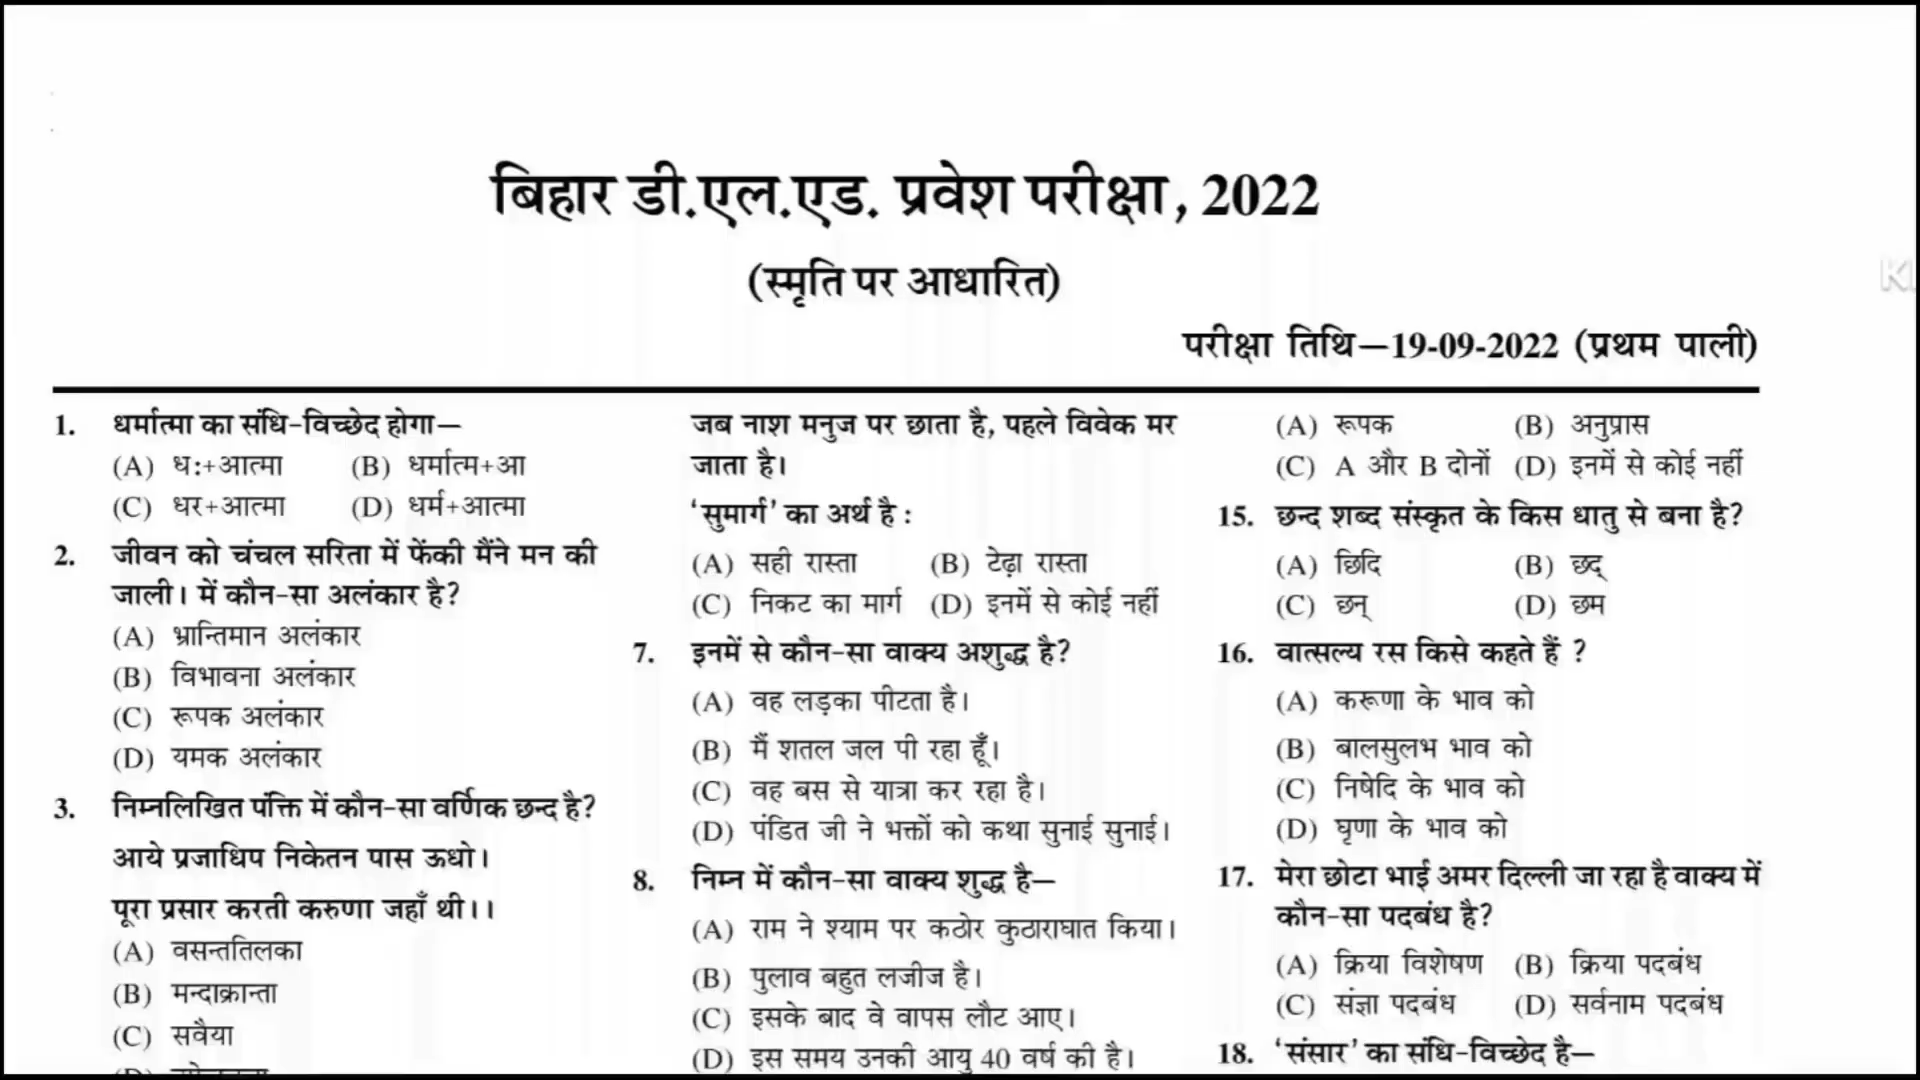 बिहार डी.एल.एड. प्रवेश परीक्षा, 2022
(स्मृति पर आधारित)
परीक्षा तिथि—19-09-2022 (प्रथम पाली)
1. धर्मात्मा का संधि-विच्छेद होगा—
(A) ध:+आत्मा (B) धर्मात्म+आ
(C) धर+आत्मा (D) धर्म+आत्मा
2. जीवन को चंचल सरिता में फेंकी मैंने मन की
जाली। में कौन-सा अलंकार है?
(A) भ्रान्तिमान अलंकार
(B) विभावना अलंकार
(C) रूपक अलंकार
(D) यमक अलंकार
3. निम्नलिखित पंक्ति में कौन-सा वर्णिक छन्द है?
आये प्रजाधिप निकेतन पास ऊधो।
पूरा प्रसार करती करुणा जहाँ थी।।
(A) वसन्ततिलका
(B) मन्दाक्रान्ता
(C) सवैया
जब नाश मनुज पर छाता है, पहले विवेक मर
जाता है।
‘सुमार्ग’ का अर्थ है :
(A) सही रास्ता (B) टेढ़ा रास्ता
(C) निकट का मार्ग (D) इनमें से कोई नहीं
7. इनमें से कौन-सा वाक्य अशुद्ध है?
(A) वह लड़का पीटता है।
(B) मैं शतल जल पी रहा हूँ।
(C) वह बस से यात्रा कर रहा है।
(D) पंडित जी ने भक्तों को कथा सुनाई सुनाई।
8. निम्न में कौन-सा वाक्य शुद्ध है—
(A) राम ने श्याम पर कठोर कुठाराघात किया।
(B) पुलाव बहुत लजीज है।
(C) इसके बाद वे वापस लौट आए।
(D) इस समय उनकी आयु 40 वर्ष की है।
(A) रूपक (B) अनुप्रास
(C) A और B दोनों (D) इनमें से कोई नहीं
15. छन्द शब्द संस्कृत के किस धातु से बना है?
(A) छिदि (B) छद्
(C) छन् (D) छम
16. वात्सल्य रस किसे कहते हैं ?
(A) करूणा के भाव को
(B) बालसुलभ भाव को
(C) निषेदि के भाव को
(D) घृणा के भाव को
17. मेरा छोटा भाई अमर दिल्ली जा रहा है वाक्य में
कौन-सा पदबंध है?
(A) क्रिया विशेषण (B) क्रिया पदबंध
(C) संज्ञा पदबंध (D) सर्वनाम पदबंध
18. ‘संसार’ का संधि-विच्छेद है—